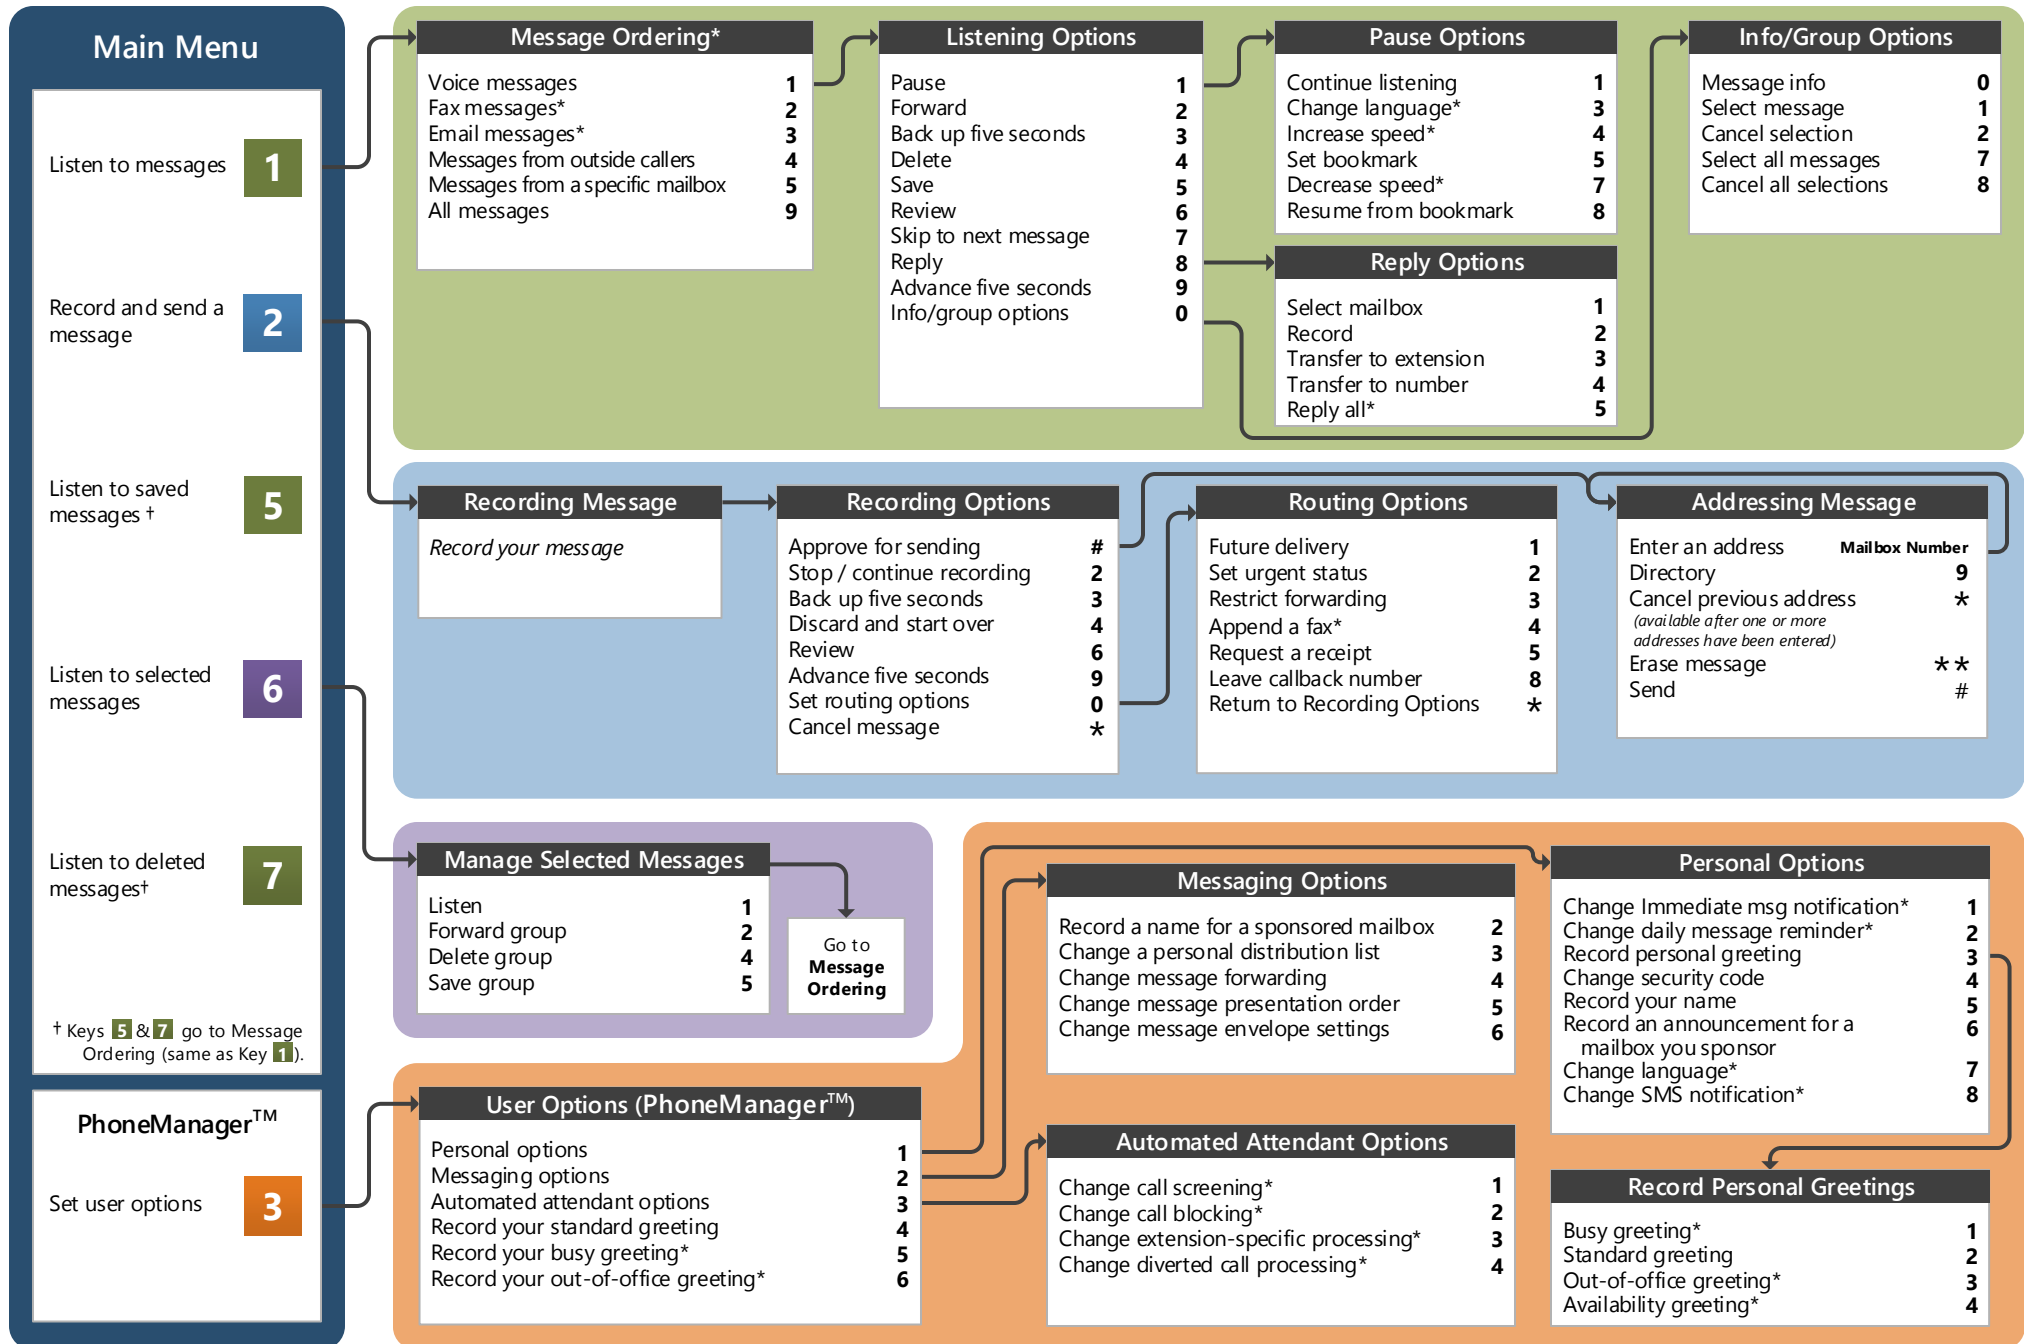 Main Menu
Listen to messages 1
Record and send a
message 2
Listen to saved
messages † 5
Listen to selected
messages 6
Listen to deleted
messages† 7
† Keys 5 & 7 go to Message
Ordering (same as Key 1).
PhoneManager™
Set user options 3
Message Ordering*
Voice messages 1
Fax messages* 2
Email messages* 3
Messages from outside callers 4
Messages from a specific mailbox 5
All messages 9
Listening Options
Pause 1
Forward 2
Back up five seconds 3
Delete 4
Save 5
Review 6
Skip to next message 7
Reply 8
Advance five seconds 9
Info/group options 0
Pause Options
Continue listening 1
Change language* 3
Increase speed* 4
Set bookmark 5
Decrease speed* 7
Resume from bookmark 8
Reply Options
Select mailbox 1
Record 2
Transfer to extension 3
Transfer to number 4
Reply all* 5
Info/Group Options
Message info 0
Select message 1
Cancel selection 2
Select all messages 7
Cancel all selections 8
Recording Message
Record your message
Recording Options
Approve for sending #
Stop / continue recording 2
Back up five seconds 3
Discard and start over 4
Review 6
Advance five seconds 9
Set routing options 0
Cancel message *
Routing Options
Future delivery 1
Set urgent status 2
Restrict forwarding 3
Append a fax* 4
Request a receipt 5
Leave callback number 8
Return to Recording Options *
Addressing Message
Enter an address Mailbox Number
Directory 9
Cancel previous address *
(available after one or more
addresses have been entered)
Erase message **
Send #
Manage Selected Messages
Listen 1
Forward group 2
Delete group 4
Save group 5
Go to
Message
Ordering
User Options (PhoneManager™)
Personal options 1
Messaging options 2
Automated attendant options 3
Record your standard greeting 4
Record your busy greeting* 5
Record your out-of-office greeting* 6
Messaging Options
Record a name for a sponsored mailbox 2
Change a personal distribution list 3
Change message forwarding 4
Change message presentation order 5
Change message envelope settings 6
Automated Attendant Options
Change call screening* 1
Change call blocking* 2
Change extension-specific processing* 3
Change diverted call processing* 4
Personal Options
Change Immediate msg notification* 1
Change daily message reminder* 2
Record personal greeting 3
Change security code 4
Record your name 5
Record an announcement for a 6
mailbox you sponsor
Change language* 7
Change SMS notification* 8
Record Personal Greetings
Busy greeting* 1
Standard greeting 2
Out-of-office greeting* 3
Availability greeting* 4